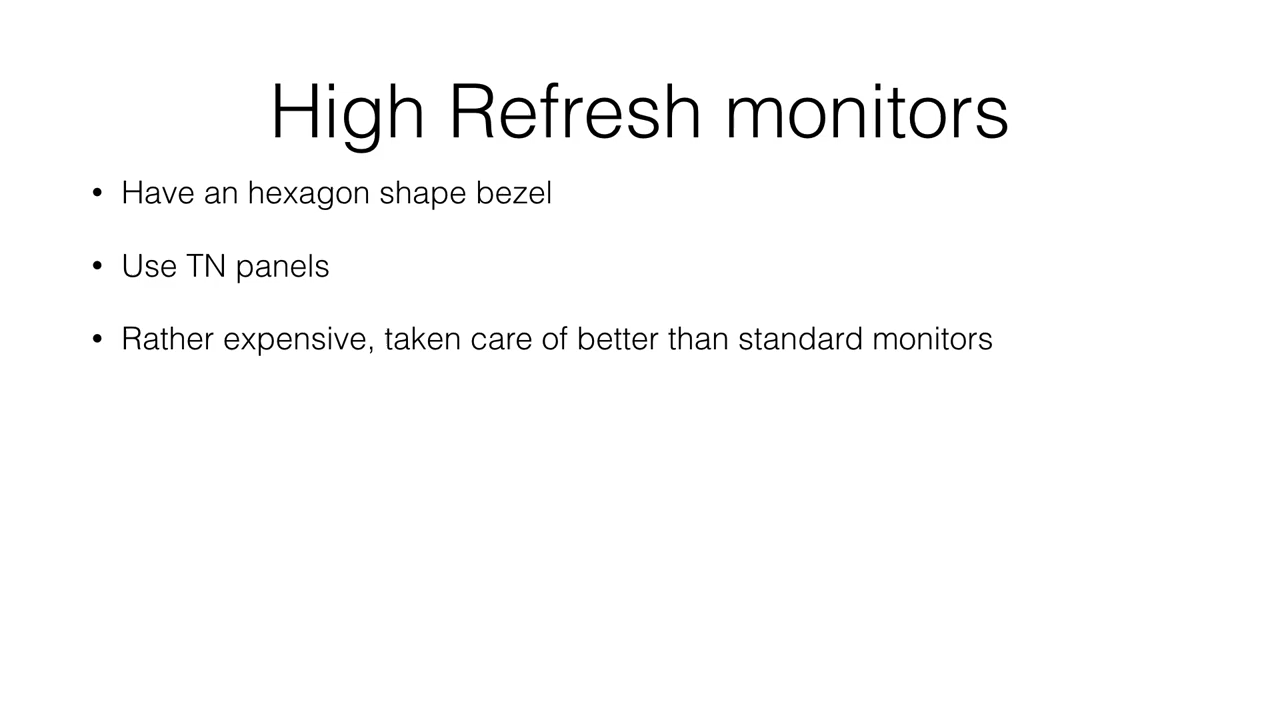 High Refresh monitors
• Have an hexagon shape bezel
• Use TN panels
• Rather expensive, taken care of better than standard monitors